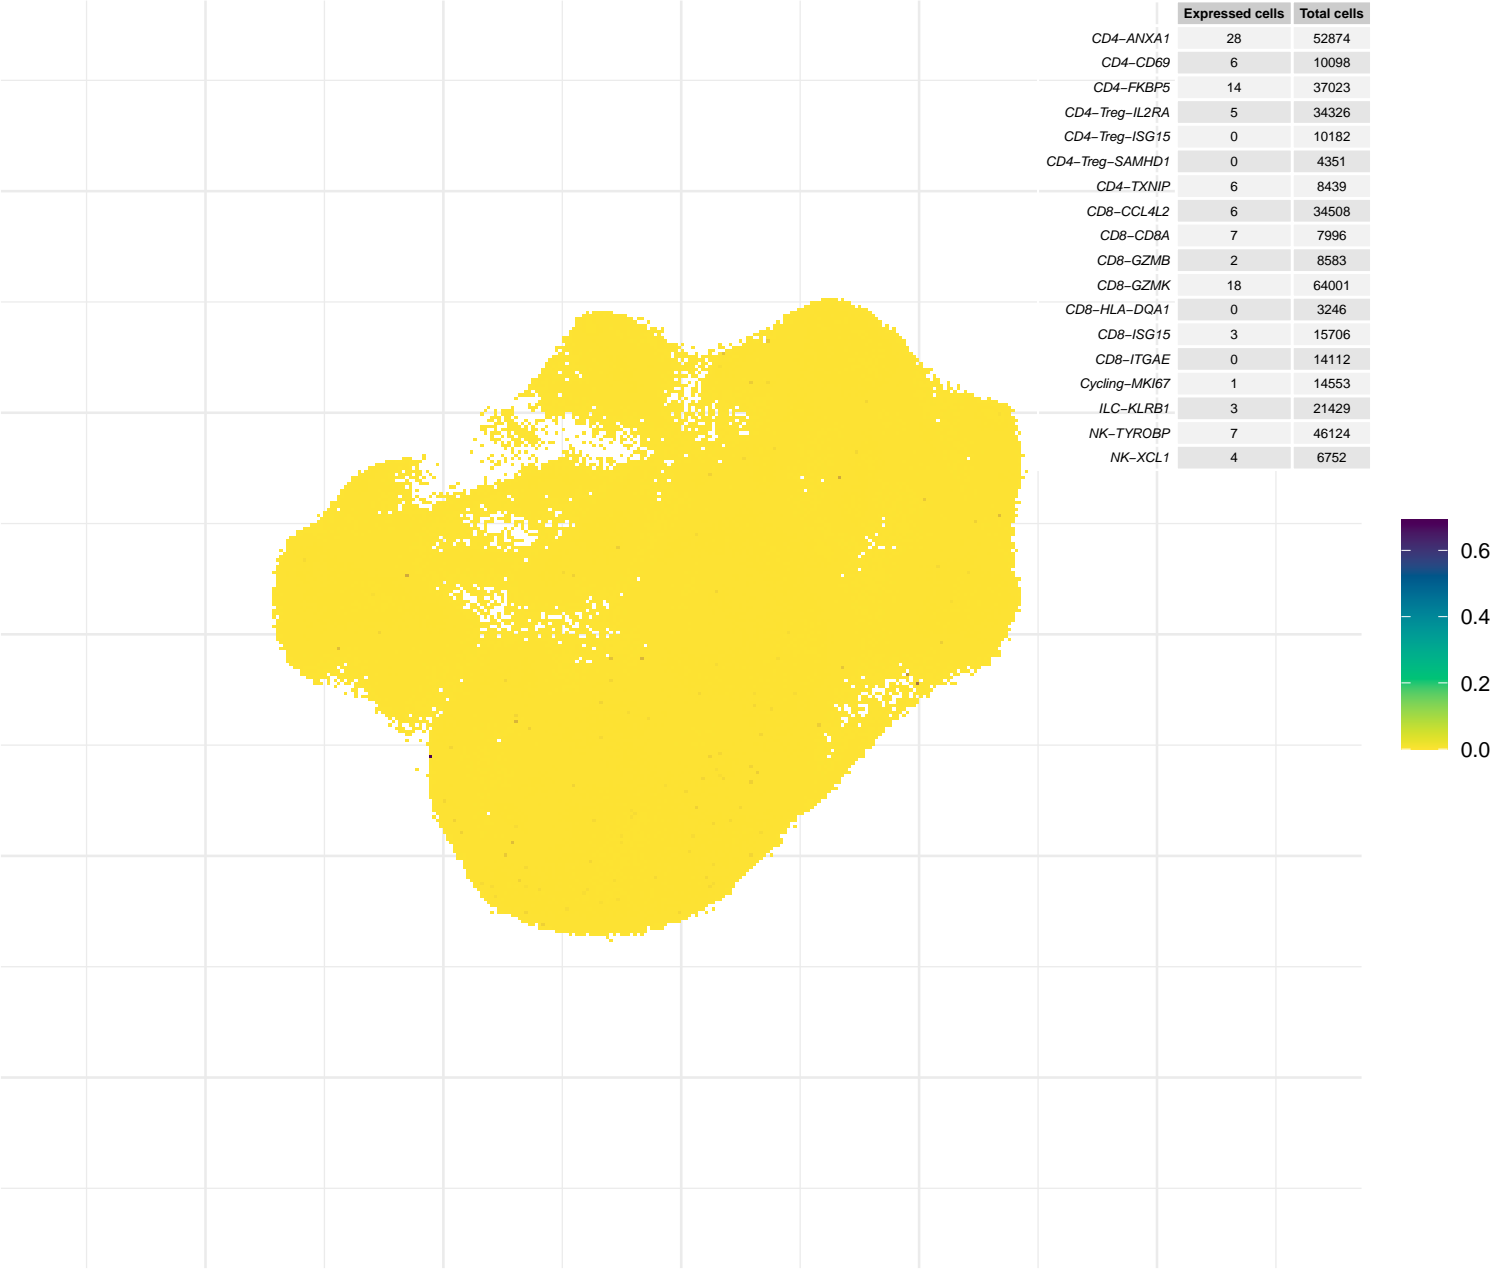 Expressed cells Total cells
CD4−ANXA1 28 52874
CD4−CD69 6 10098
CD4−FKBP5 14 37023
CD4−Treg−IL2RA 5 34326
CD4−Treg−ISG15 0 10182
CD4−Treg−SAMHD1 0 4351
CD4−TXNIP 6 8439
CD8−CCL4L2 6 34508
CD8−CD8A 7 7996
CD8−GZMB 2 8583
CD8−GZMK 18 64001
CD8−HLA−DQA1 0 3246
CD8−ISG15 3 15706
CD8−ITGAE 0 14112
Cycling−MKI67 1 14553
ILC−KLRB1 3 21429
NK−TYROBP 7 46124
NK−XCL1 4 6752
0.6
0.4
0.2
0.0